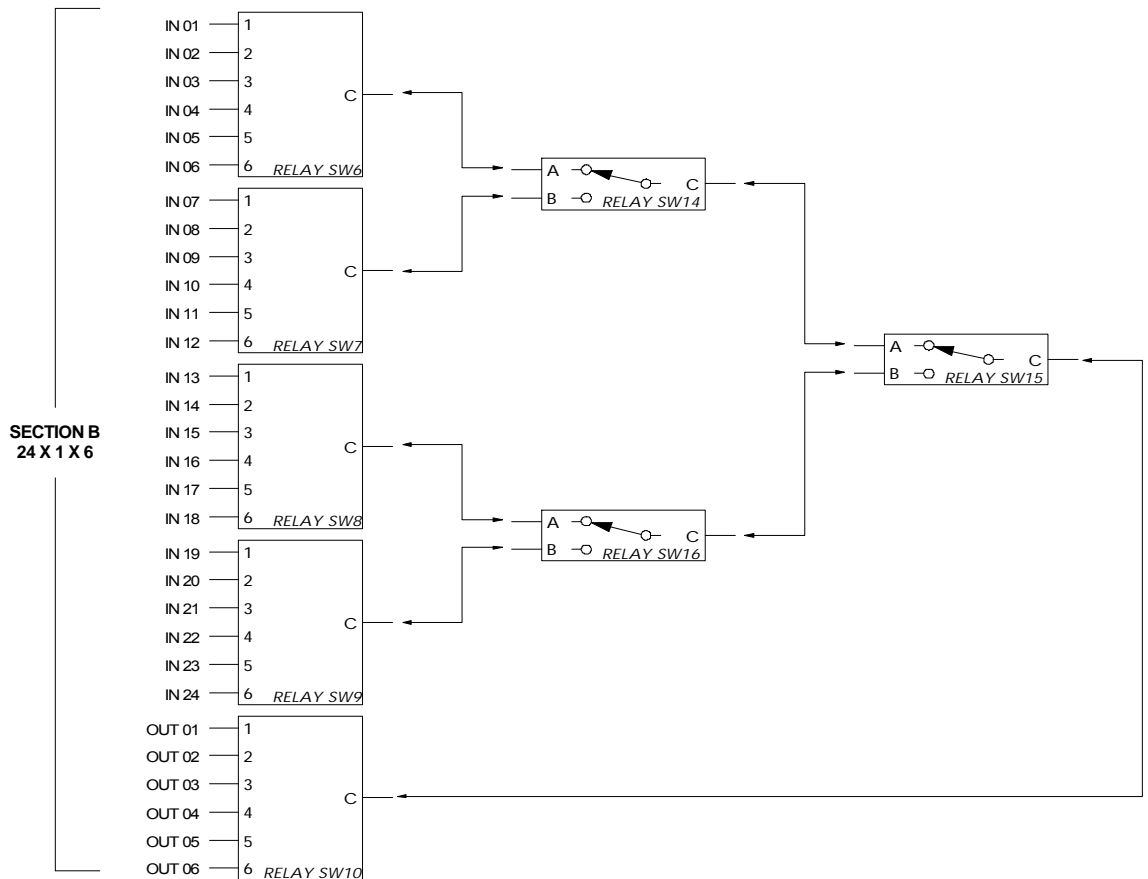 IN 01 1
IN 02 2
IN 03 3
C
IN 04 4
IN 05 5
IN 06 6 RELAY SW6
A C
B RELAY SW14
IN 07 1
IN 08 2
IN 09 3
C
IN 10 4
IN 11 5
IN 12 6 RELAY SW7
A C
B RELAY SW15
SECTION B
24 X 1 X 6
IN 13 1
IN 14 2
IN 15 3
C
IN 16 4
IN 17 5
IN 18 6 RELAY SW8
A C
B RELAY SW16
IN 19 1
IN 20 2
IN 21 3
C
IN 22 4
IN 23 5
IN 24 6 RELAY SW9
OUT 01 1
OUT 02 2
OUT 03 3
C
OUT 04 4
OUT 05 5
OUT 06 6 RELAY SW10